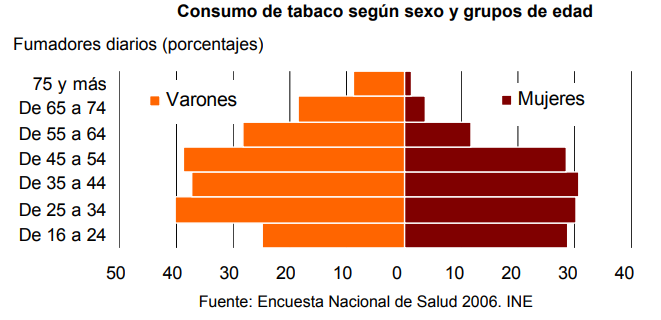 Consumo de tabaco según sexo y grupos de edad
Fumadores diarios (porcentajes)
75 y más
Varones
Mujeres
De 65 a 74
De 55 a 64
De 45 a 54
De 35 a 44
De 25 a 34
De 16 a 24
50 40 30 20 10 0 10 20 30 40
Fuente: Encuesta Nacional de Salud 2006. INE